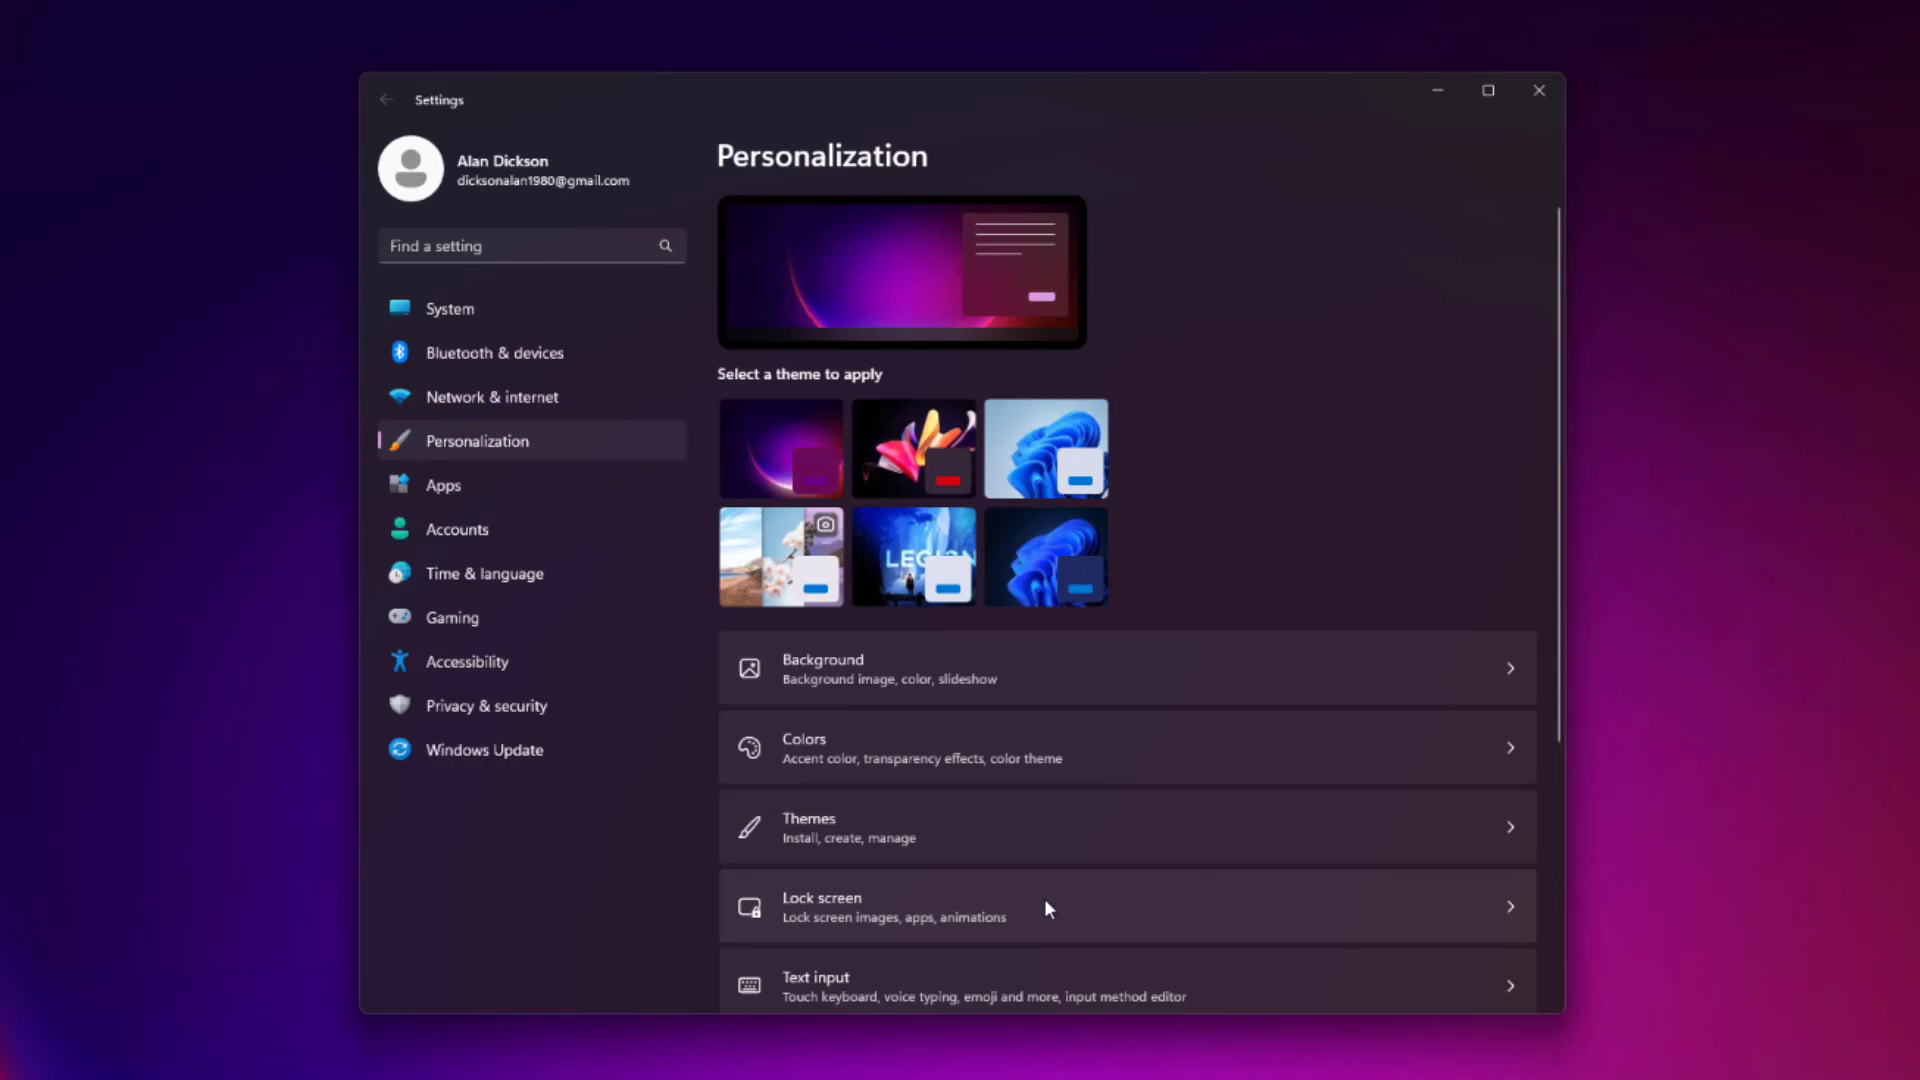 Settings
Alan Dickson
dicksonalan1980@gmail.com
Find a setting
System
Bluetooth & devices
Network & internet
Personalization
Apps
Accounts
Time & language
Gaming
Accessibility
Privacy & security
Windows Update
Personalization
Select a theme to apply
LEGION
Background
Background image, color, slideshow
Colors
Accent color, transparency effects, color theme
Themes
Install, create, manage
Lock screen
Lock screen images, apps, animations
Text input
Touch keyboard, voice typing, emoji and more, input method editor